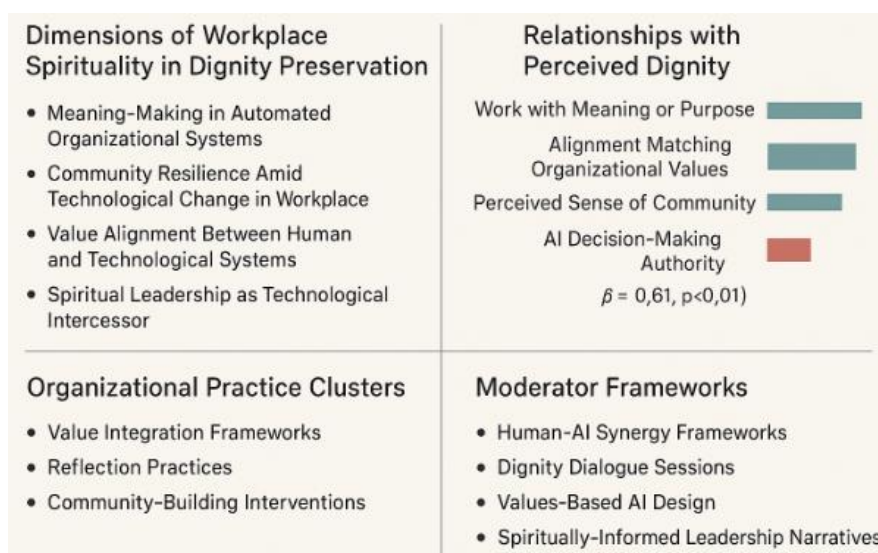 Dimensions of Workplace
Spirituality in Dignity Preservation
• Meaning-Making in Automated
Organizational Systems
• Community Resilience Amid
Technological Change in Workplace
• Value Alignment Between Human
and Technological Systems
• Spiritual Leadership as Technological
Intercessor
Relationships with
Perceived Dignity
Work with Meaning or Purpose
Alignment Matching
Organizational Values
Perceived Sense of Community
AI Decision-Making
Authority
β = 0,61, p<0,01)
Organizational Practice Clusters
• Value Integration Frameworks
• Reflection Practices
• Community-Building Interventions
Moderator Frameworks
• Human-AI Synergy Frameworks
• Dignity Dialogue Sessions
• Values-Based AI Design
• Spiritually-Informed Leadership Narratives